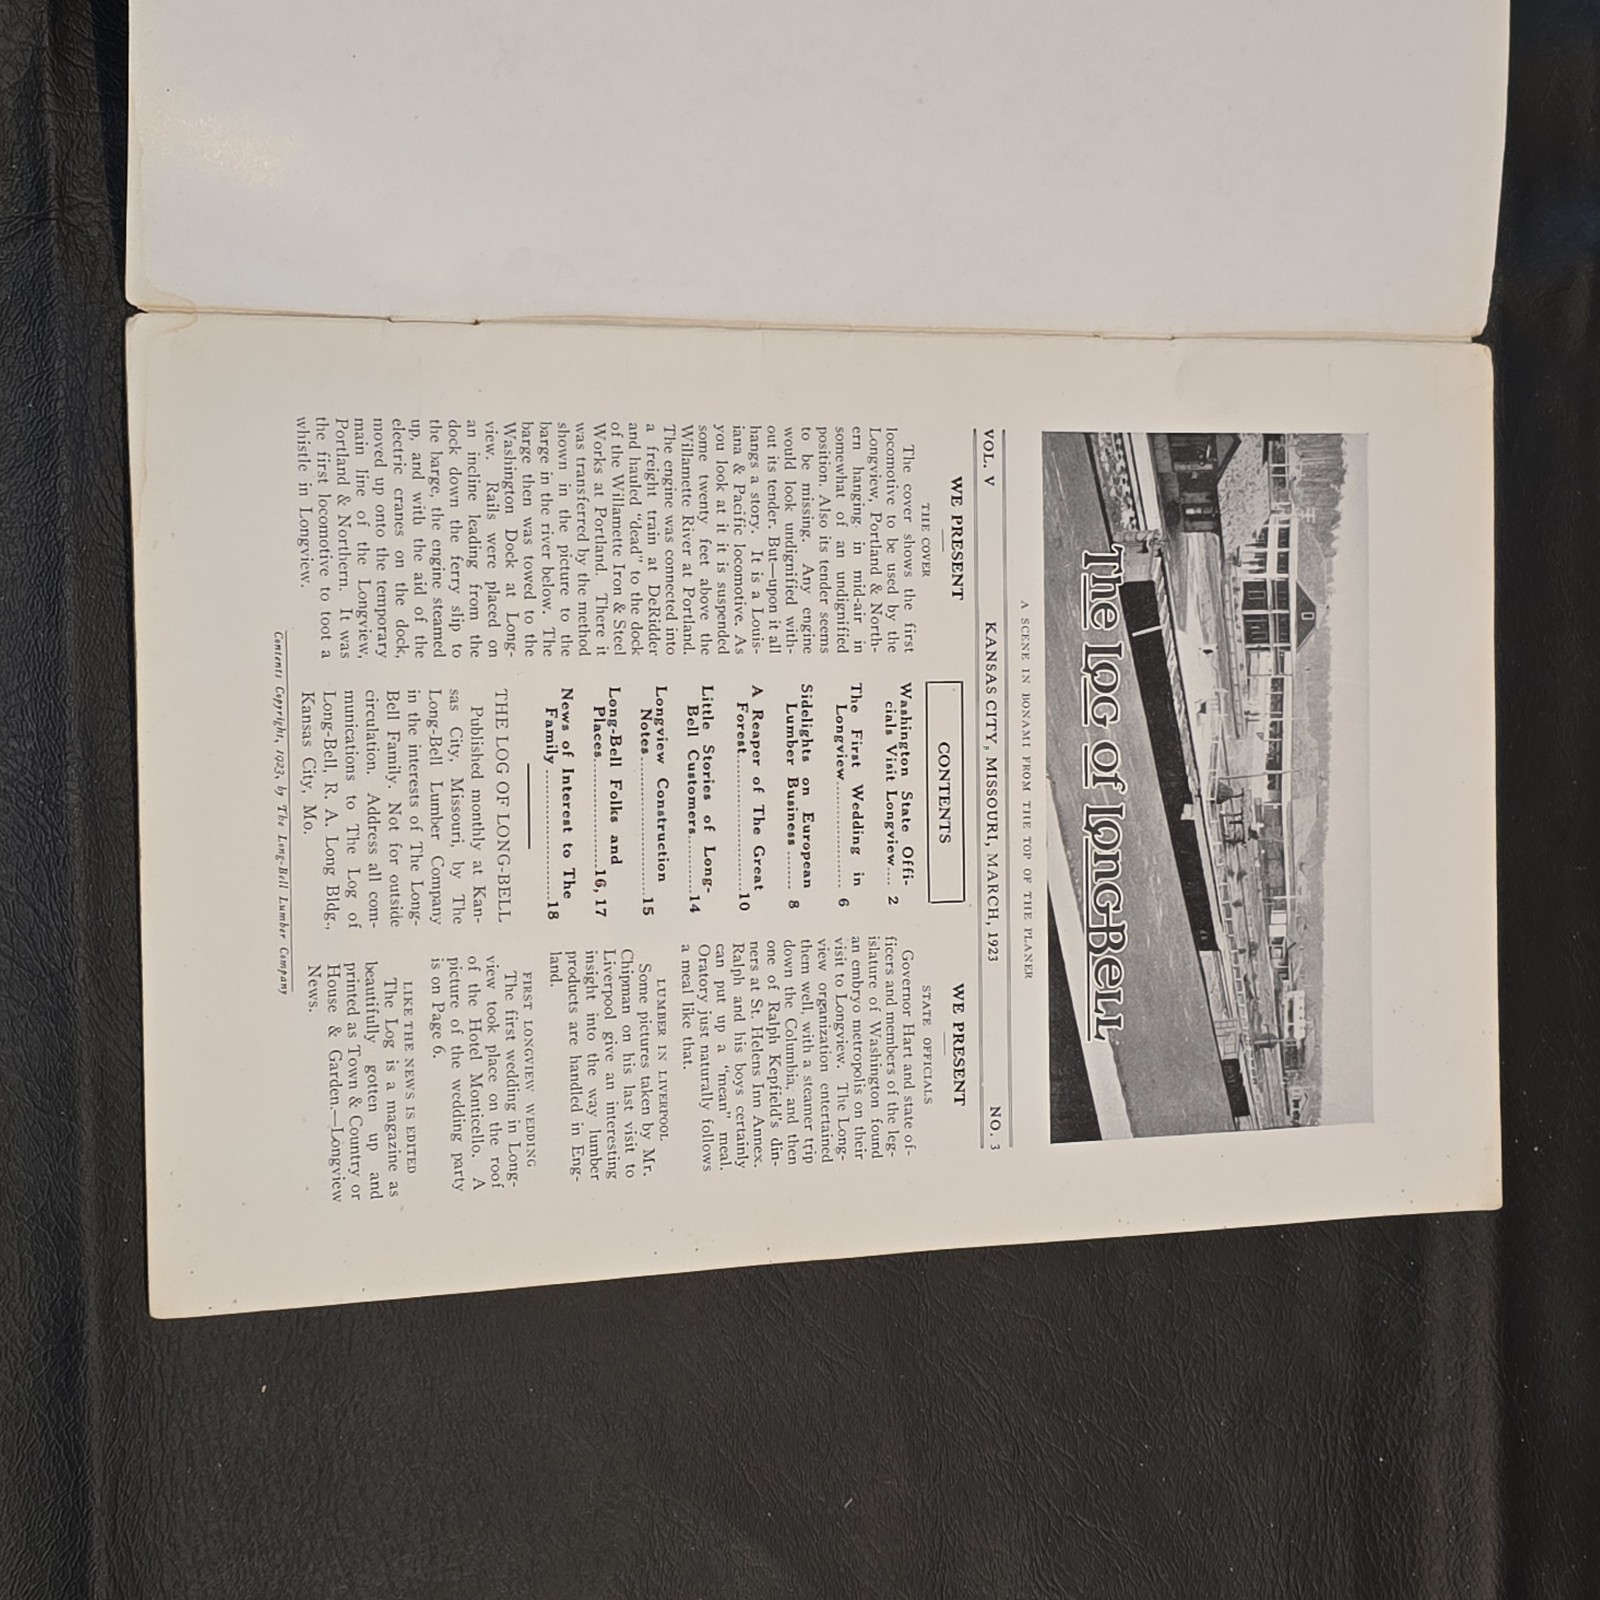 The Log of Long-Bell
A SCENE IN BONAMI FROM THE TOP OF THE PLANER
VOL. V KANSAS CITY, MISSOURI, MARCH, 1923 NO. 3
WE PRESENT
THE COVER
The cover shows the first
locomotive to be used by the
Longview, Portland & North-
ern hanging in mid-air in
somewhat of an undignified
position. Also its tender seems
to be missing. Any engine
would look undignified with-
out its tender. But—upon it all
hangs a story. It is a Louis-
iana & Pacific locomotive. As
you look at it it is suspended
some twenty feet above the
Willamette River at Portland.
The engine was connected into
a freight train at DeRidder
and hauled "dead" to the dock
of the Willamette Iron & Steel
Works at Portland. There it
was transferred by the method
shown in the picture to the
barge in the river below. The
barge then was towed to the
Washington Dock at Long-
view. Rails were placed on
an incline leading from the
dock down the ferry slip to
the barge, the engine steamed
up, and with the aid of the
electric cranes on the dock,
moved up onto the temporary
main line of the Longview,
Portland & Northern. It was
the first locomotive to toot a
whistle in Longview.
CONTENTS
Washington State Offi-
cials Visit Longview.... 2
The First Wedding in
Longview................ 6
Sidelights on European
Lumber Business ........ 8
A Reaper of The Great
Forest......................10
Little Stories of Long-
Bell Customers..........14
Longview Construction
Notes.......................15
Long-Bell Folks and
Places..................16, 17
News of Interest to The
Family .....................18
THE LOG OF LONG-BELL
Published monthly at Kan-
sas City, Missouri, by The
Long-Bell Lumber Company
in the interests of The Long-
Bell Family. Not for outside
circulation. Address all com-
munications to The Log of
Long-Bell, R. A. Long Bldg.,
Kansas City, Mo.
WE PRESENT
STATE OFFICIALS
Governor Hart and state of-
ficers and members of the leg-
islature of Washington found
an embryo metropolis on their
visit to Longview. The Long-
view organization entertained
them well, with a steamer trip
down the Columbia, and then
one of Ralph Kepfield's din-
ners at St. Helens Inn Annex.
Ralph and his boys certainly
can put up a "mean" meal.
Oratory just naturally follows
a meal like that.
LUMBER IN LIVERPOOL
Some pictures taken by Mr.
Chipman on his last visit to
Liverpool give an interesting
insight into the way lumber
products are handled in Eng-
land.
FIRST LONGVIEW WEDDING
The first wedding in Long-
view took place on the roof
of the Hotel Monticello. A
picture of the wedding party
is on Page 6.
LIKE THE NEWS IS EDITED
The Log is a magazine as
beautifully gotten up and
printed as Town & Country or
House & Garden.—Longview
News.
Contents Copyright, 1923, by The Long-Bell Lumber Company